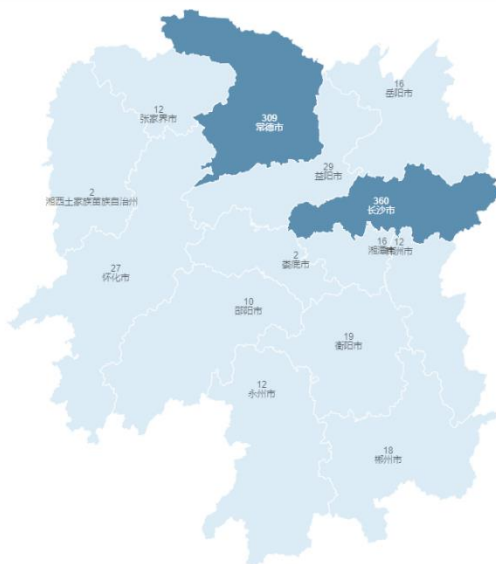 16
岳阳市
12
张家界市
309
常德市
29
益阳市
2
湘西土家族苗族自治州
360
长沙市
16
湘潭市
12
株洲市
2
娄底市
27
怀化市
10
邵阳市
19
衡阳市
12
永州市
18
郴州市